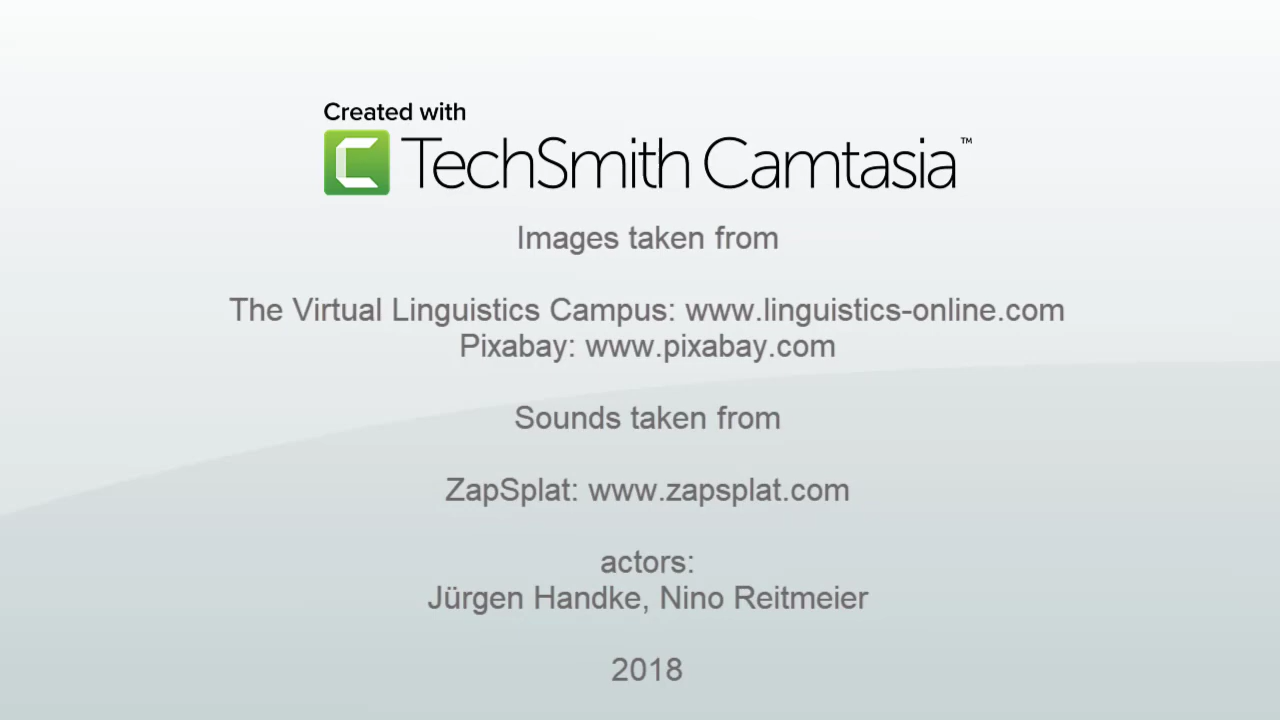 Created with
TechSmith Camtasia™
Images taken from
The Virtual Linguistics Campus: www.linguistics-online.com
Pixabay: www.pixabay.com
Sounds taken from
ZapSplat: www.zapsplat.com
actors:
Jürgen Handke, Nino Reitmeier
2018